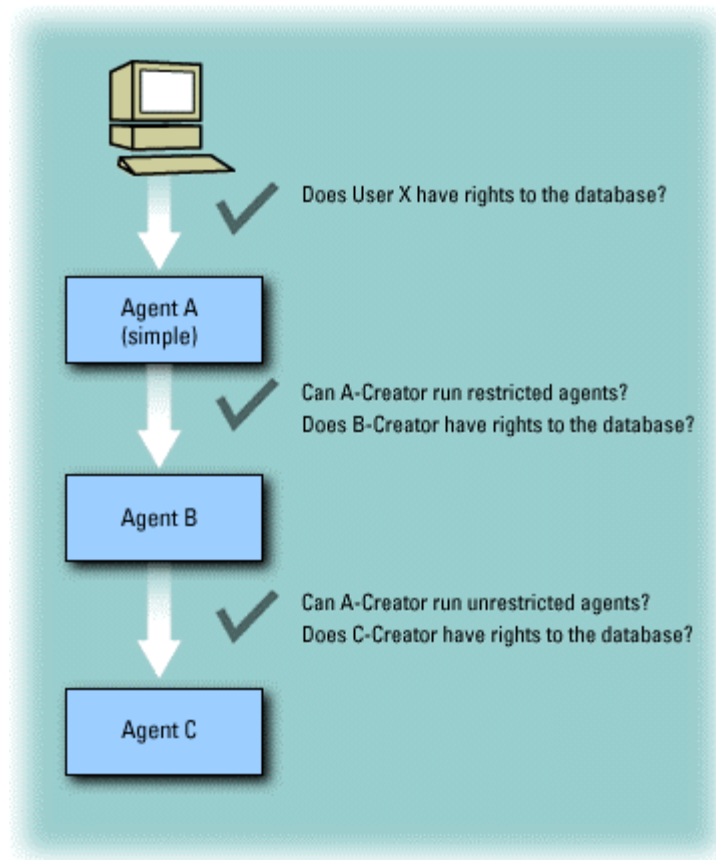 Does User X have rights to the database?
Agent A
(simple)
Can A-Creator run restricted agents?
Does B-Creator have rights to the database?
Agent B
Can A-Creator run unrestricted agents?
Does C-Creator have rights to the database?
Agent C